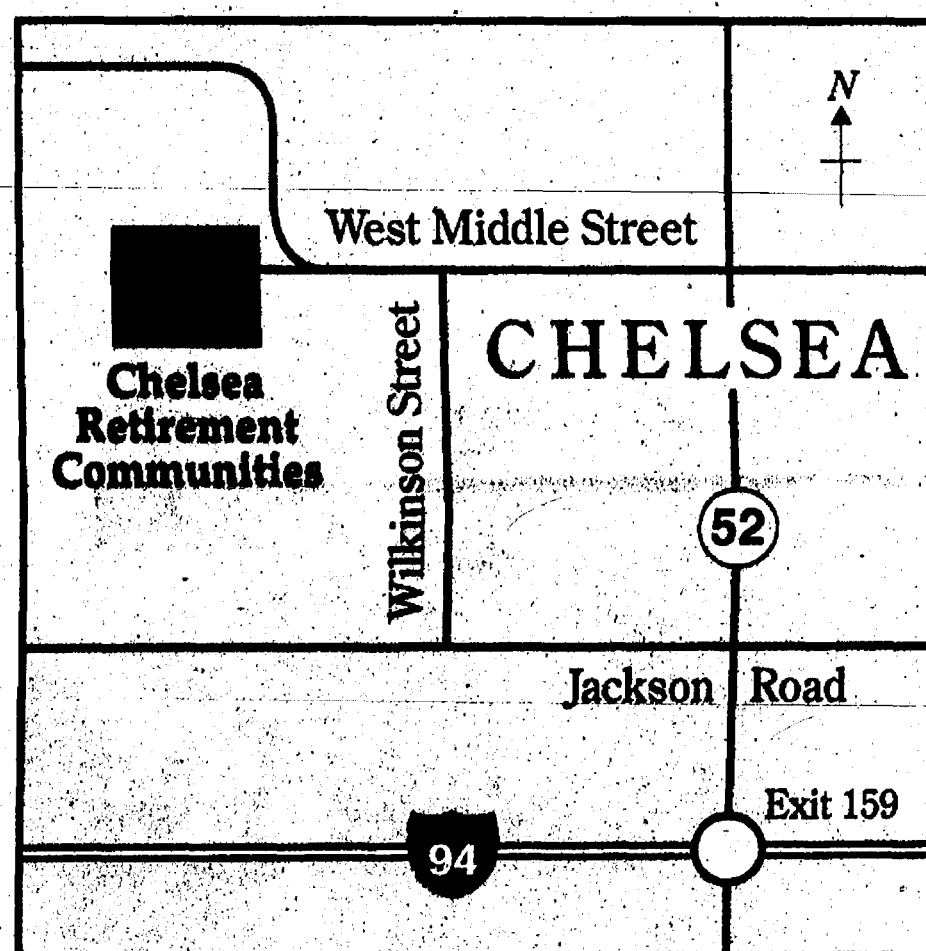 N
West Middle Street
CHELSEA
Chelsea
Retirement
Communities
Wilkinson Street
52
Jackson Road
Exit 159
94